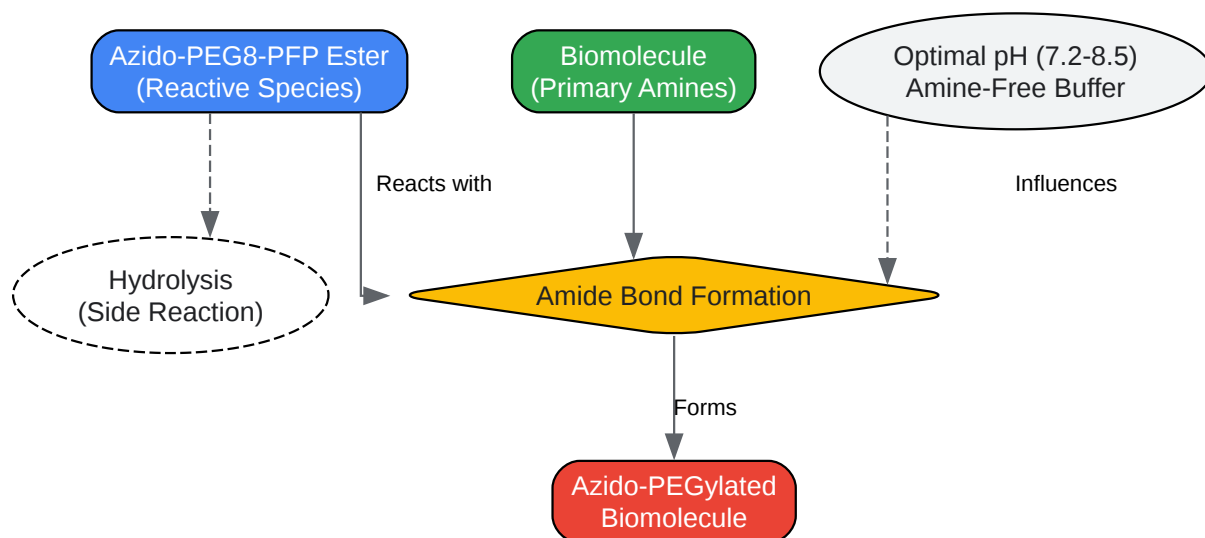 Azido-PEG8-PFP Ester
(Reactive Species)
Biomolecule
(Primary Amines)
Optimal pH (7.2-8.5)
Amine-Free Buffer
Reacts with
Influences
Hydrolysis
(Side Reaction)
Amide Bond Formation
Forms
Azido-PEGylated
Biomolecule